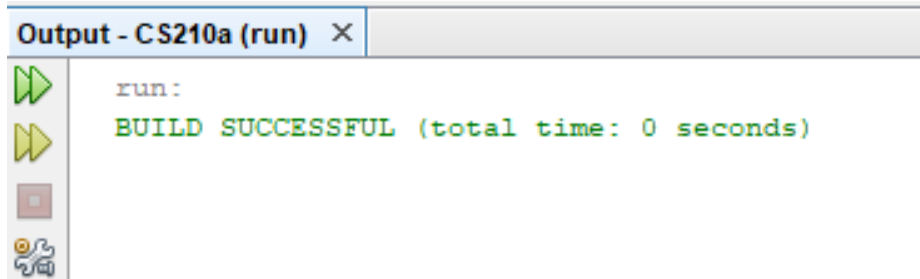 Output - CS210a (run) ×
run:
BUILD SUCCESSFUL (total time: 0 seconds)